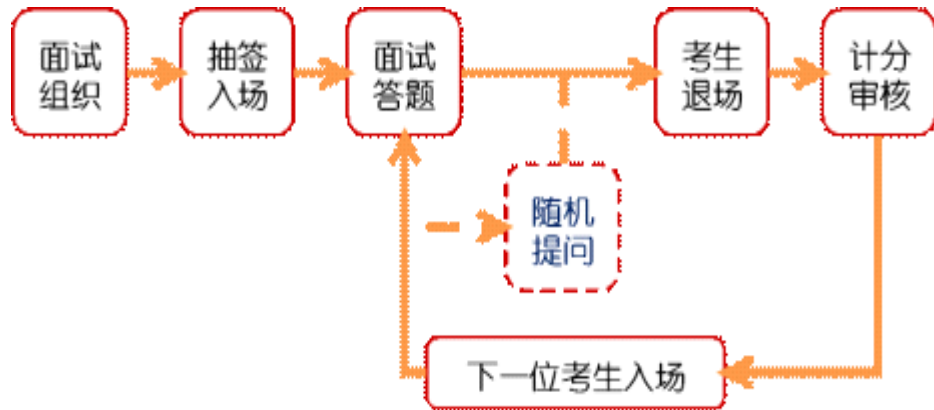 面试
组织
抽签
入场
面试
答题
考生
退场
计分
审核
随机
提问
下一位考生入场